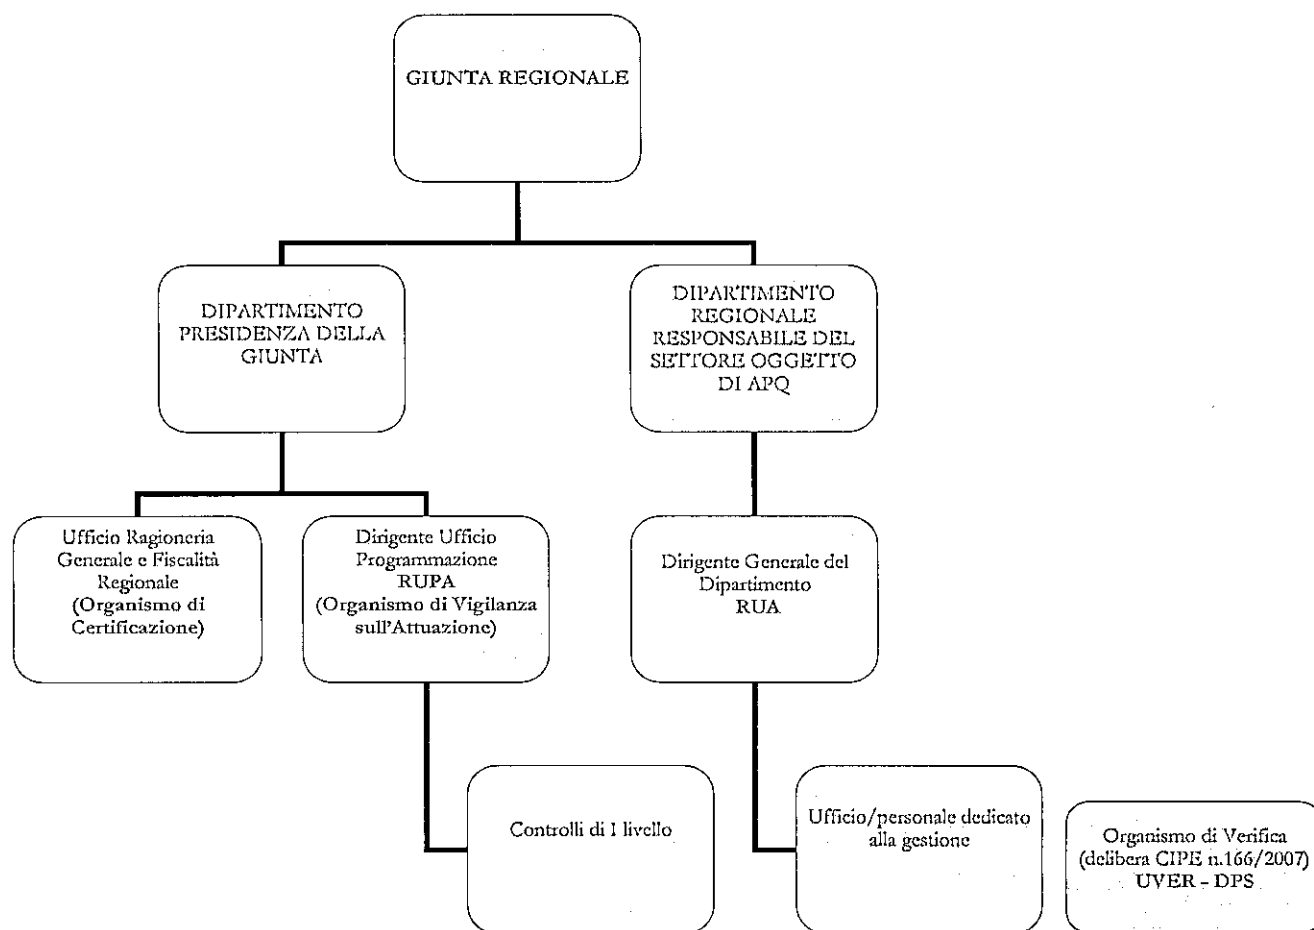 GIUNTA REGIONALE
DIPARTIMENTO
PRESIDENZA DELLA
GIUNTA
DIPARTIMENTO
REGIONALE
RESPONSABILE DEL
SETTORE OGGETTO
DI APQ
Ufficio Ragioneria
Generale e Fiscalità
Regionale
(Organismo di
Certificazione)
Dirigente Ufficio
Programmazione
RUPA
(Organismo di Vigilanza
sull'Attuazione)
Dirigente Generale del
Dipartimento
RUA
Controlli di I livello
Ufficio/personale dedicato
alla gestione
Organismo di Verifica
(delibera CIPE n.166/2007)
UVER - DPS